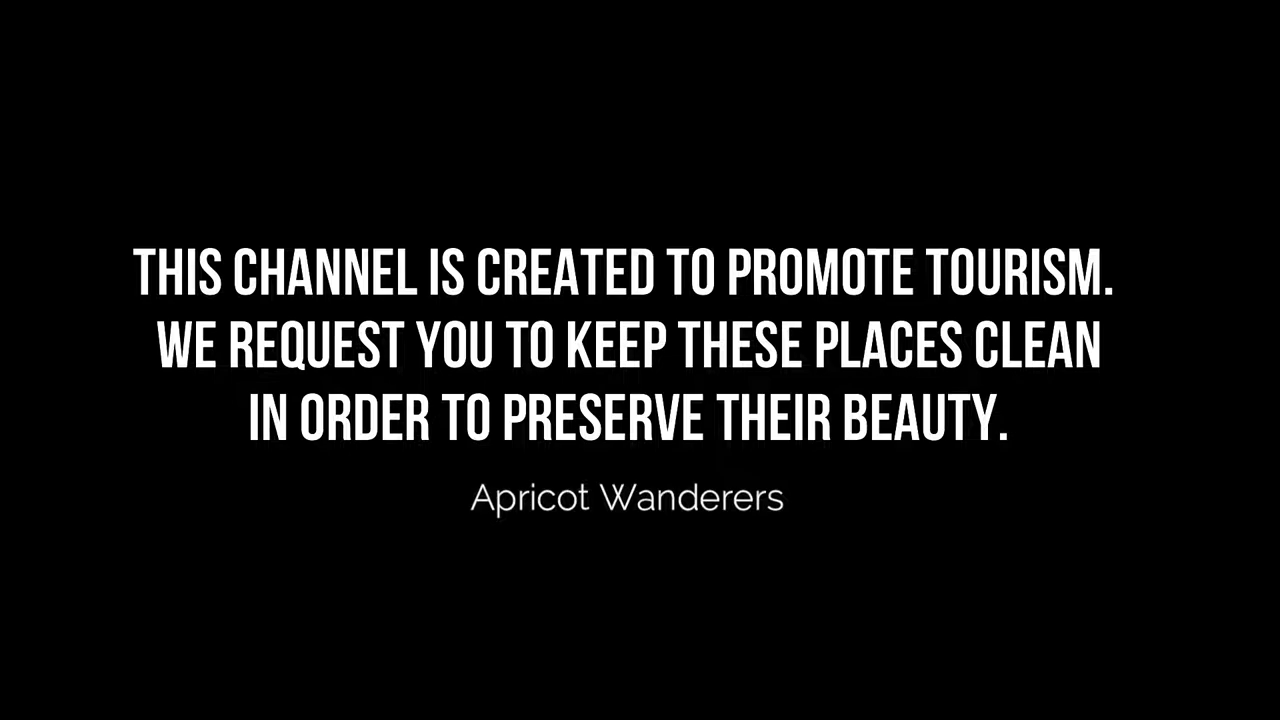 THIS CHANNEL IS CREATED TO PROMOTE TOURISM.
WE REQUEST YOU TO KEEP THESE PLACES CLEAN
IN ORDER TO PRESERVE THEIR BEAUTY.
Apricot Wanderers